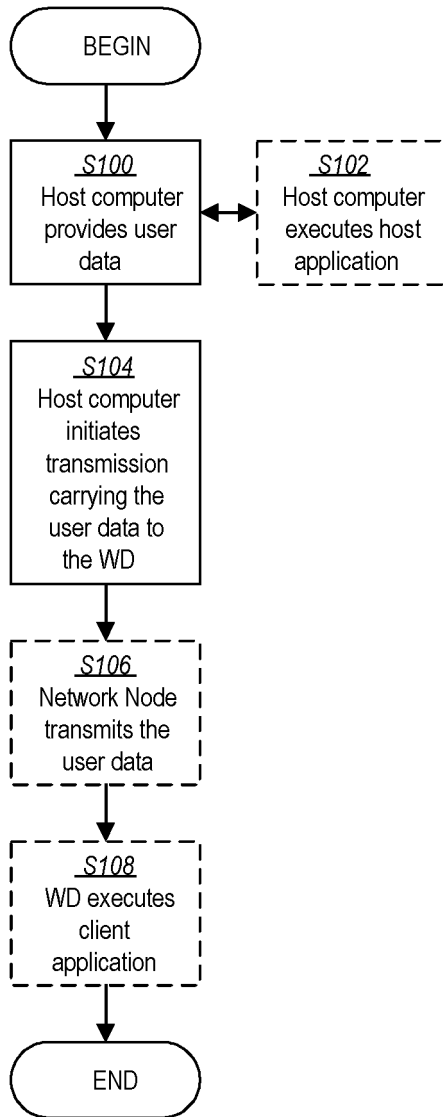 BEGIN
S100
Host computer
provides user
data
S102
Host computer
executes host
application
S104
Host computer
initiates
transmission
carrying the
user data to
the WD
S106
Network Node
transmits the
user data
S108
WD executes
client
application
END